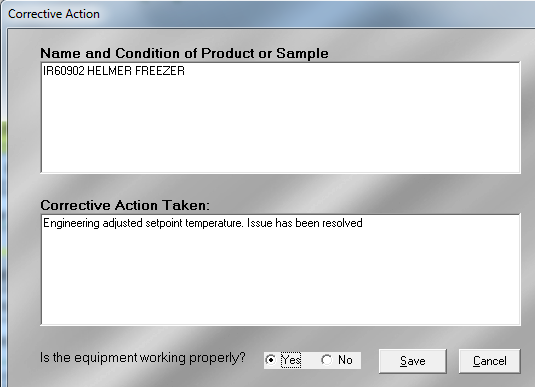 Corrective Action
Name and Condition of Product or Sample
IR60902 HELMER FREEZER
Corrective Action Taken:
Engineering adjusted setpoint temperature. Issue has been resolved
Is the equipment working properly? Yes No Save Cancel